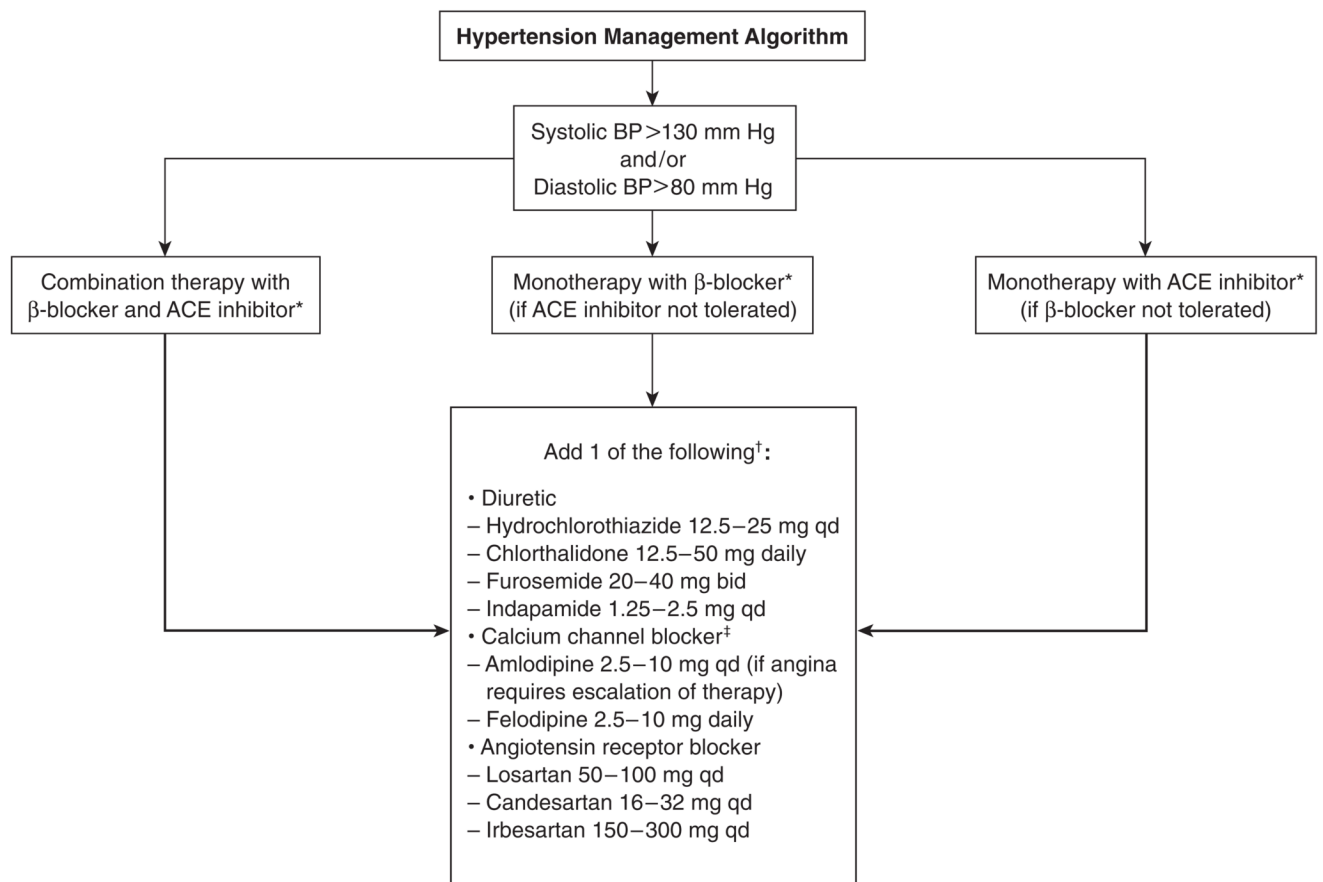 Hypertension Management Algorithm
Systolic BP>130 mm Hg
and/or
Diastolic BP>80 mm Hg
Combination therapy with
β-blocker and ACE inhibitor*
Monotherapy with β-blocker*
(if ACE inhibitor not tolerated)
Monotherapy with ACE inhibitor*
(if β-blocker not tolerated)
Add 1 of the following†:
• Diuretic
– Hydrochlorothiazide 12.5–25 mg qd
– Chlorthalidone 12.5–50 mg daily
– Furosemide 20–40 mg bid
– Indapamide 1.25–2.5 mg qd
• Calcium channel blocker‡
– Amlodipine 2.5–10 mg qd (if angina
requires escalation of therapy)
– Felodipine 2.5–10 mg daily
• Angiotensin receptor blocker
– Losartan 50–100 mg qd
– Candesartan 16–32 mg qd
– Irbesartan 150–300 mg qd